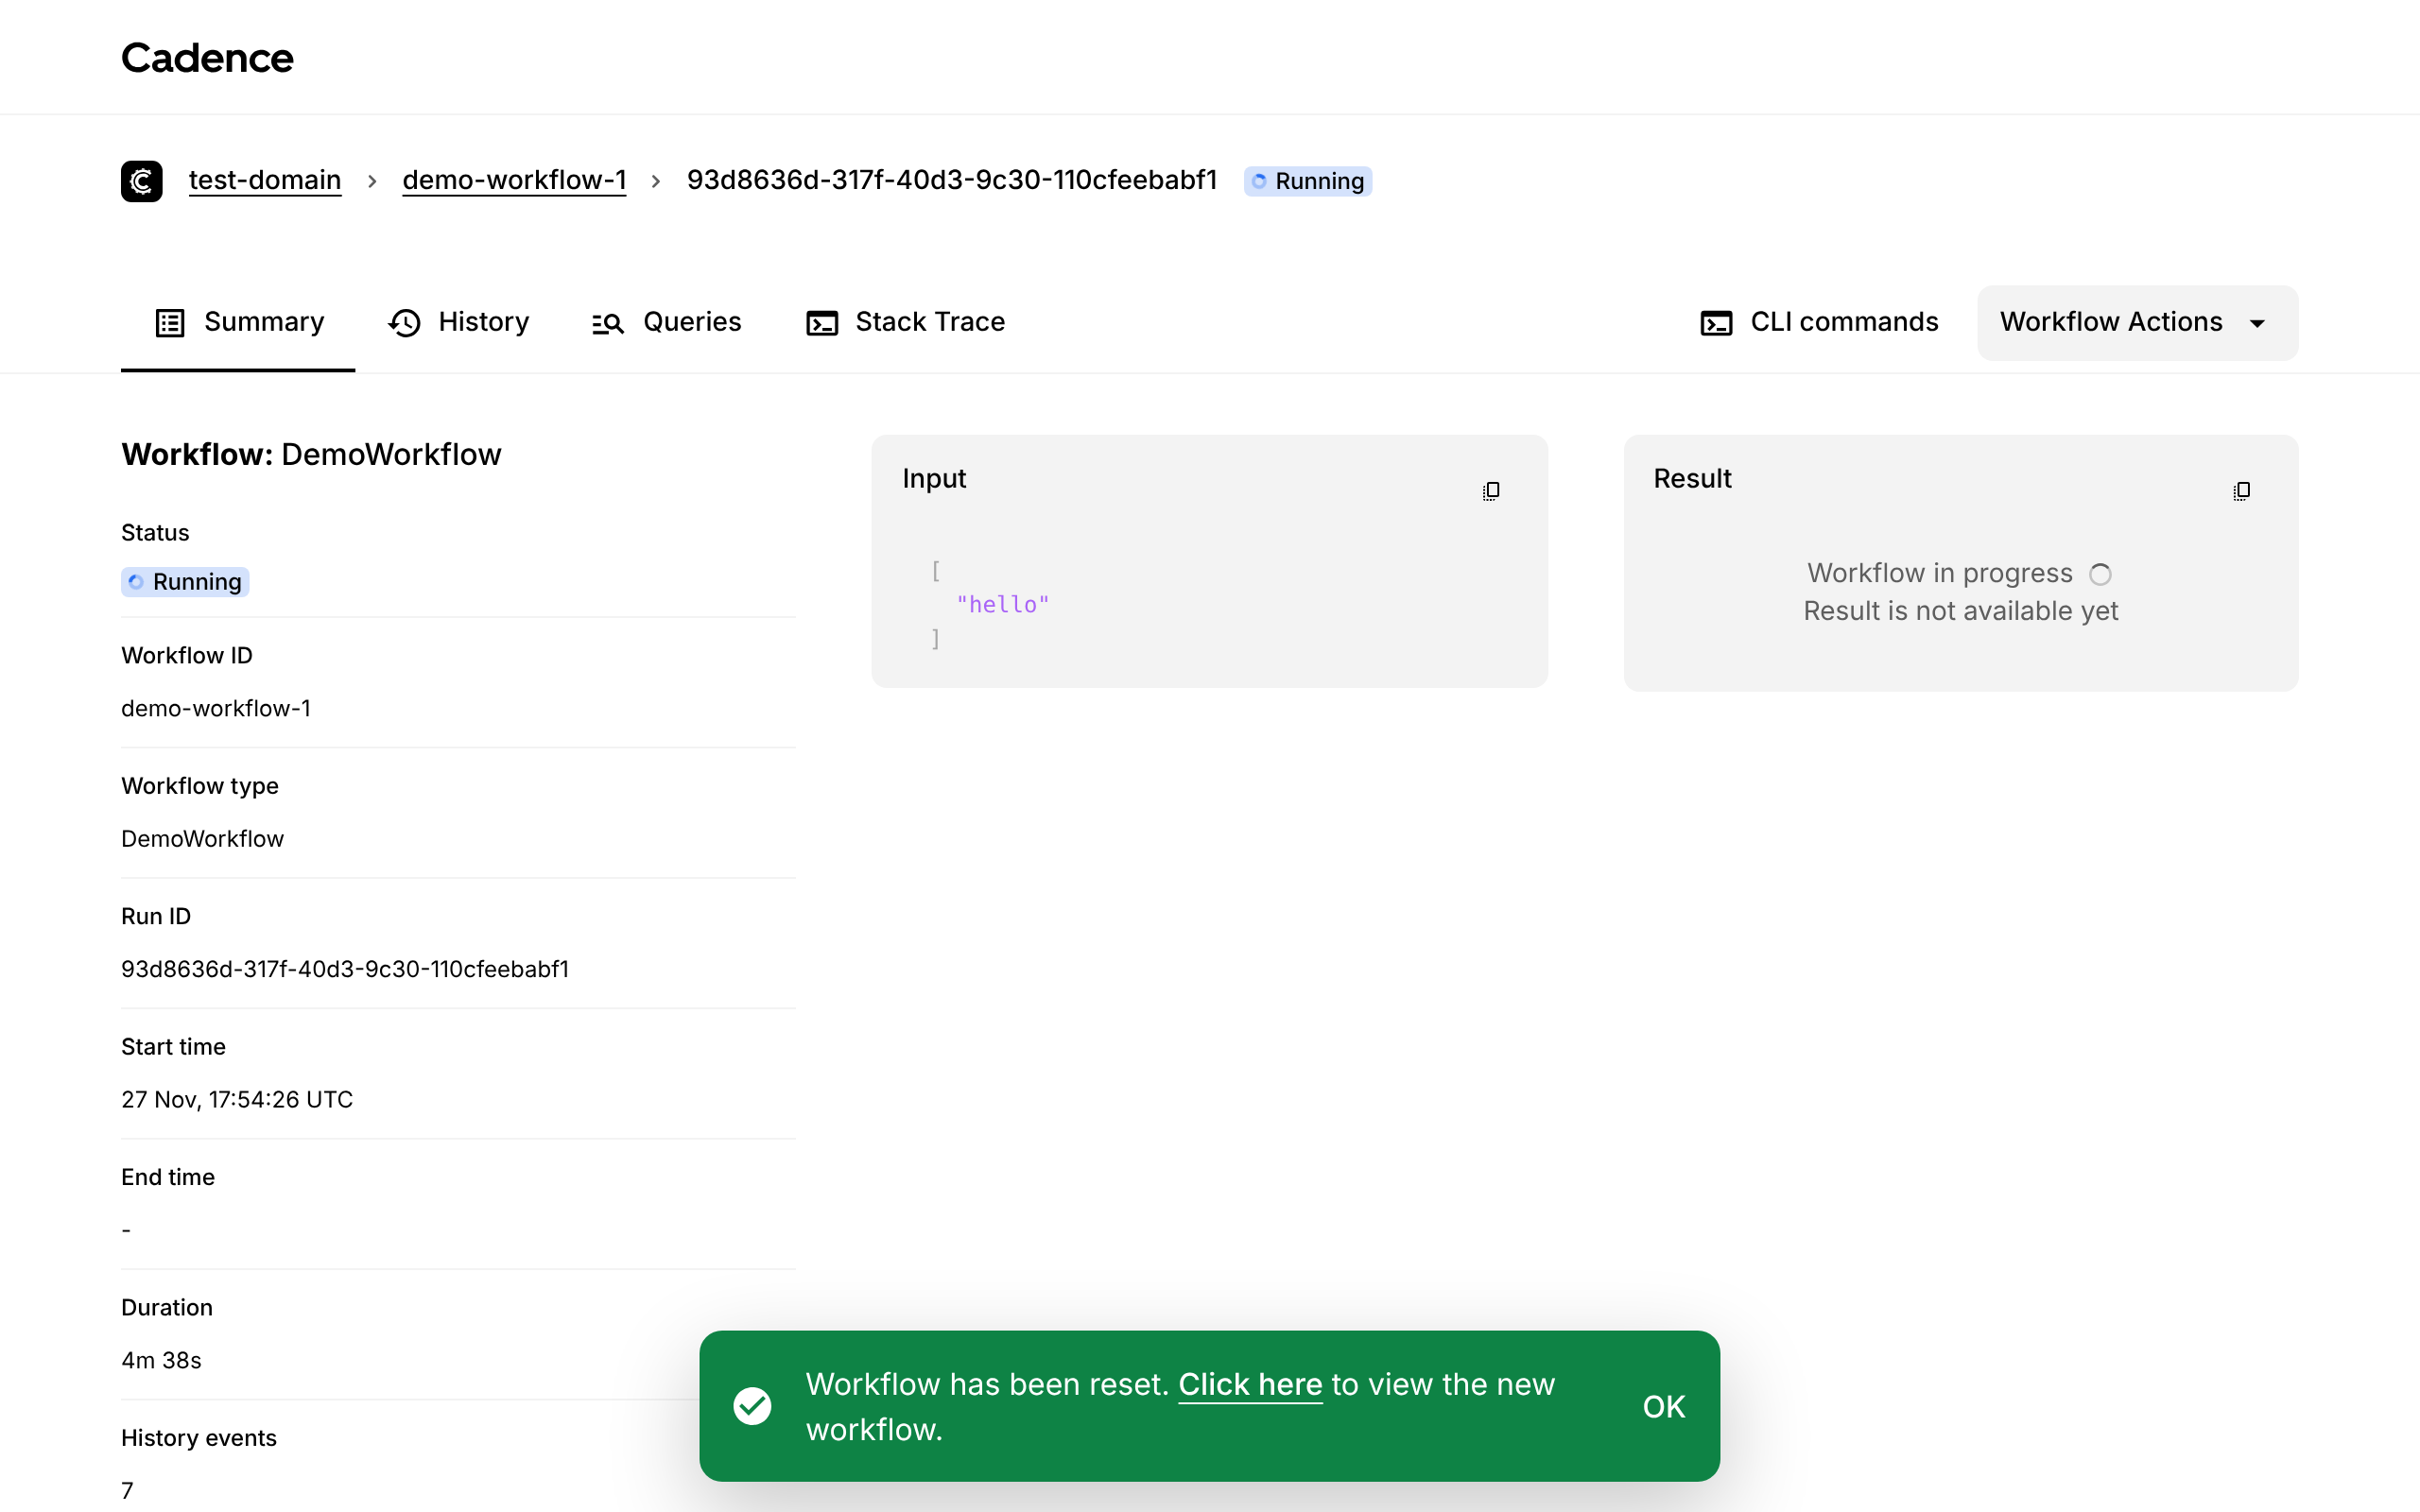 Cadence
test-domain › demo-workflow-1 › 93d8636d-317f-40d3-9c30-110cfeebabf1 Running
Summary History Queries Stack Trace CLI commands Workflow Actions
Workflow: DemoWorkflow
Status
Running
Workflow ID
demo-workflow-1
Workflow type
DemoWorkflow
Run ID
93d8636d-317f-40d3-9c30-110cfeebabf1
Start time
27 Nov, 17:54:26 UTC
End time
-
Duration
4m 38s
History events
7
Input
[
"hello"
]
Result
Workflow in progress
Result is not available yet
Workflow has been reset. Click here to view the new
workflow.
OK